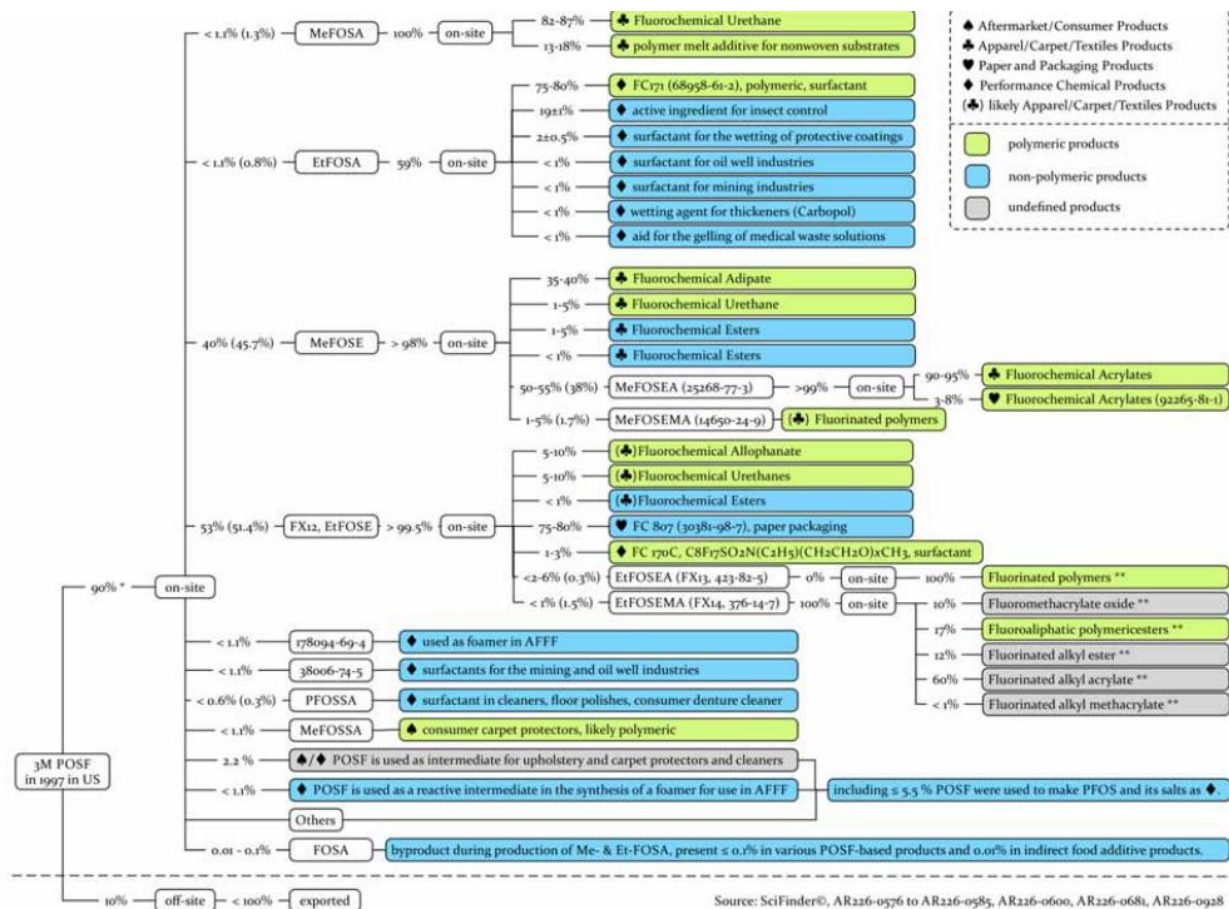 < 1.1% (1.3%) MeFOSA 100% on-site
82-87% ♣ Fluorochemical Urethane
13-18% ♣ polymer melt additive for nonwoven substrates
♠ Aftermarket/Consumer Products
♣ Apparel/Carpet/Textiles Products
♥ Paper and Packaging Products
♦ Performance Chemical Products
(♣) likely Apparel/Carpet/Textiles Products
polymeric products
non-polymeric products
undefined products
< 1.1% (0.8%) EtFOSA 59% on-site
75-80% ♦ FC171 (68958-61-2), polymeric, surfactant
19±1% ♦ active ingredient for insect control
2±0.5% ♦ surfactant for the wetting of protective coatings
< 1% ♦ surfactant for oil well industries
< 1% ♦ surfactant for mining industries
< 1% ♦ wetting agent for thickeners (Carbopol)
< 1% ♦ aid for the gelling of medical waste solutions
40% (45.7%) MeFOSE > 98% on-site
35-40% ♣ Fluorochemical Adipate
1-5% ♣ Fluorochemical Urethane
1-5% ♣ Fluorochemical Esters
< 1% ♣ Fluorochemical Esters
50-55% (38%) MeFOSEA (25268-77-3) >99% on-site
90-95% ♣ Fluorochemical Acrylates
3-8% ♥ Fluorochemical Acrylates (92265-81-1)
1-5% (1.7%) MeFOSEMA (14650-24-9) (♣) Fluorinated polymers
53% (51.4%) FX12, EtFOSE > 99.5% on-site
5-10% (♣)Fluorochemical Allophanate
5-10% (♣)Fluorochemical Urethanes
< 1% (♣)Fluorochemical Esters
75-80% ♥ FC 807 (30381-98-7), paper packaging
1-3% ♦ FC 170C, C8F17SO2N(C2H5)(CH2CH2O)xCH3, surfactant
<2-6% (0.3%) EtFOSEA (FX13, 423-82-5) 0% on-site 100% Fluorinated polymers **
< 1% (1.5%) EtFOSEMA (FX14, 376-14-7) 100% on-site
10% Fluoromethacrylate oxide **
17% Fluoroaliphatic polymericesters **
12% Fluorinated alkyl ester **
60% Fluorinated alkyl acrylate **
< 1% Fluorinated alkyl methacrylate **
90% * on-site
< 1.1% 178094-69-4 ♦ used as foamer in AFFF
< 1.1% 38006-74-5 ♦ surfactants for the mining and oil well industries
< 0.6% (0.3%) PFOSSA ♦ surfactant in cleaners, floor polishes, consumer denture cleaner
< 1.1% MeFOSSA ♠ consumer carpet protectors, likely polymeric
3M POSF
in 1997 in US
2.2 % ♠/♦ POSF is used as intermediate for upholstery and carpet protectors and cleaners
< 1.1% ♦ POSF is used as a reactive intermediate in the synthesis of a foamer for use in AFFF
including ≤ 5.5 % POSF were used to make PFOS and its salts as ♦.
Others
0.01 - 0.1% FOSA byproduct during production of Me- & Et-FOSA, present ≤ 0.1% in various POSF-based products and 0.01% in indirect food additive products.
10% off-site < 100% exported
Source: SciFinder©, AR226-0576 to AR226-0585, AR226-0600, AR226-0681, AR226-0928